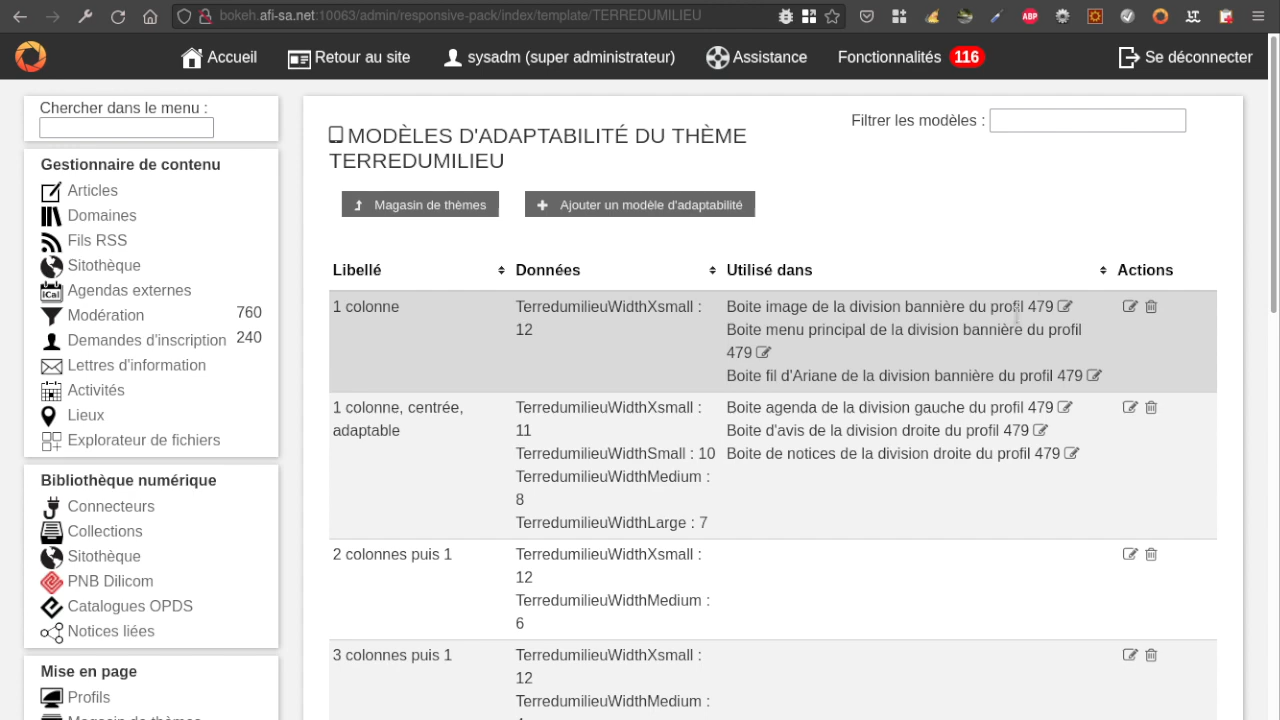 bokeh.afi-sa.net:10063/admin/responsive-pack/index/template/TERREDUMILIEU
ABP
Accueil
Retour au site
sysadm (super administrateur)
Assistance
Fonctionnalités 116
Se déconnecter
Chercher dans le menu :
Gestionnaire de contenu
Articles
Domaines
Fils RSS
Sitothèque
iCal
Agendas externes
Modération 760
Demandes d'inscription 240
Lettres d'information
Activités
Lieux
Explorateur de fichiers
Bibliothèque numérique
Connecteurs
Collections
Sitothèque
PNB Dilicom
Catalogues OPDS
Notices liées
Mise en page
Profils
Magasin de thèmes
Filtrer les modèles :
MODÈLES D'ADAPTABILITÉ DU THÈME
TERREDUMILIEU
Magasin de thèmes
Ajouter un modèle d'adaptabilité
Libellé Données Utilisé dans Actions
1 colonne
TerredumilieuWidthXsmall :
12
Boite image de la division bannière du profil 479
Boite menu principal de la division bannière du profil
479
Boite fil d'Ariane de la division bannière du profil 479
1 colonne, centrée,
adaptable
TerredumilieuWidthXsmall :
11
TerredumilieuWidthSmall : 10
TerredumilieuWidthMedium :
8
TerredumilieuWidthLarge : 7
Boite agenda de la division gauche du profil 479
Boite d'avis de la division droite du profil 479
Boite de notices de la division droite du profil 479
2 colonnes puis 1
TerredumilieuWidthXsmall :
12
TerredumilieuWidthMedium :
6
3 colonnes puis 1
TerredumilieuWidthXsmall :
12
TerredumilieuWidthMedium :